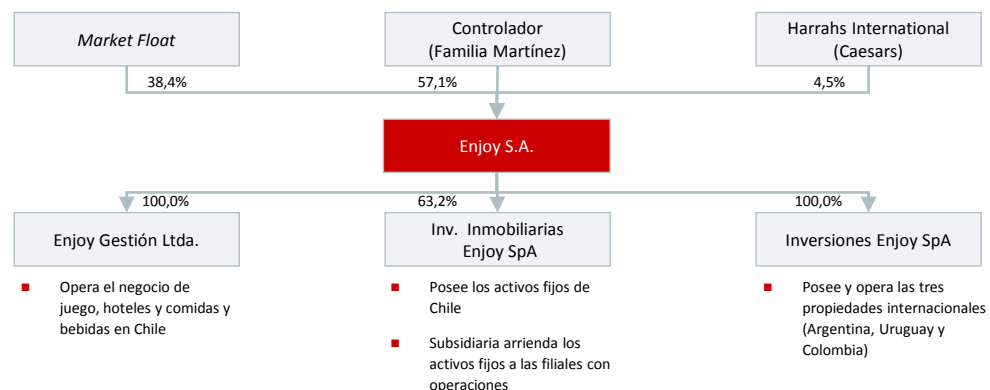 Market Float
Controlador
(Familia Martínez)
Harrahs International
(Caesars)
38,4%
57,1%
4,5%
Enjoy S.A.
100,0%
63,2%
100,0%
Enjoy Gestión Ltda.
Inv. Inmobiliarias
Enjoy SpA
Inversiones Enjoy SpA
Opera el negocio de
juego, hoteles y comidas y
bebidas en Chile
Posee los activos fijos de
Chile
Subsidiaria arrienda los
activos fijos a las filiales con
operaciones
Posee y opera las tres
propiedades internacionales
(Argentina, Uruguay y
Colombia)